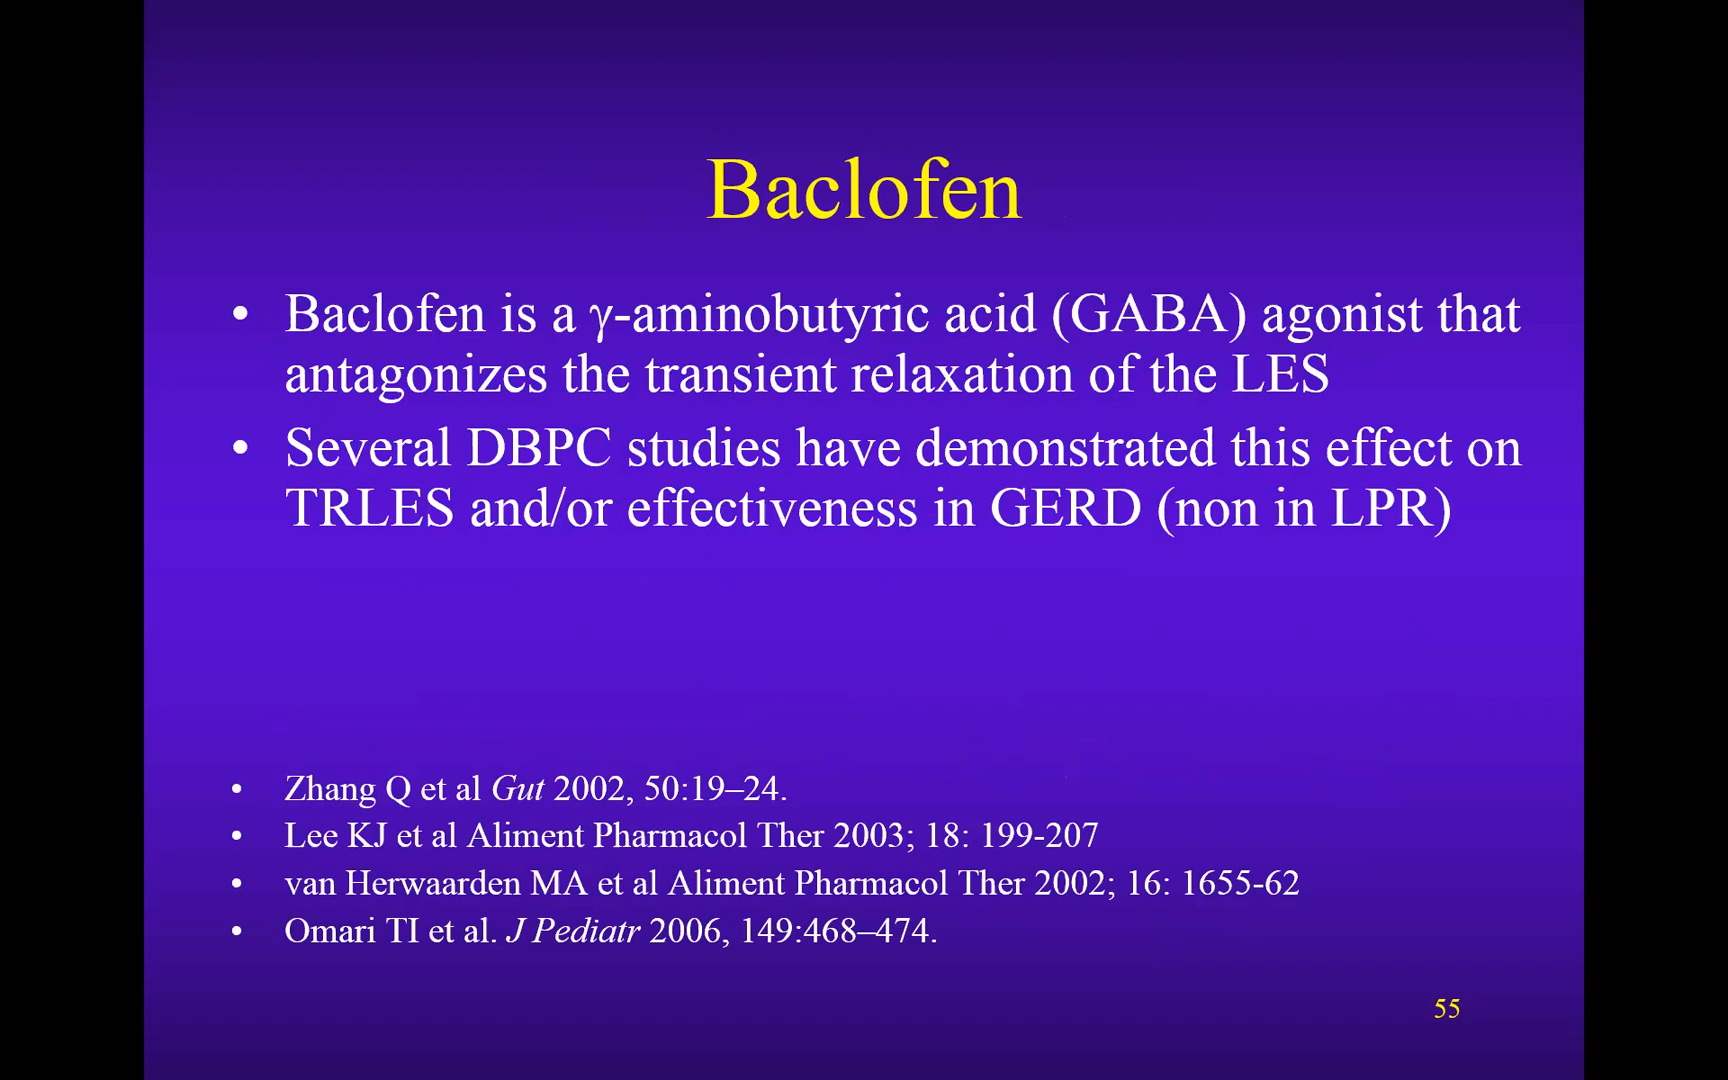 Baclofen
• Baclofen is a γ-aminobutyric acid (GABA) agonist that
antagonizes the transient relaxation of the LES
• Several DBPC studies have demonstrated this effect on
TRLES and/or effectiveness in GERD (non in LPR)
• Zhang Q et al Gut 2002, 50:19–24.
• Lee KJ et al Aliment Pharmacol Ther 2003; 18: 199-207
• van Herwaarden MA et al Aliment Pharmacol Ther 2002; 16: 1655-62
• Omari TI et al. J Pediatr 2006, 149:468–474.
55